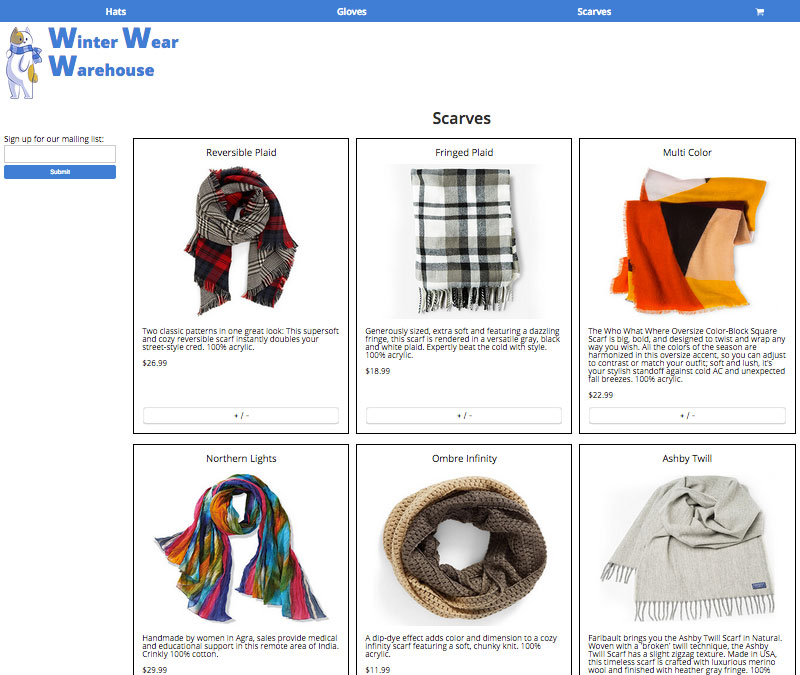 Hats
Gloves
Scarves
Winter Wear
Warehouse
Scarves
Sign up for our mailing list:
Submit
Reversible Plaid
Two classic patterns in one great look: This supersoft
and cozy reversible scarf instantly doubles your
street-style cred. 100% acrylic.
$26.99
+ / -
Fringed Plaid
Generously sized, extra soft and featuring a dazzling
fringe, this scarf is rendered in a versatile gray, black
and white plaid. Expertly beat the cold with style.
100% acrylic.
$18.99
+ / -
Multi Color
The Who What Where Oversize Color-Block Square
Scarf is big, bold, and designed to twist and wrap any
way you wish. All the colors of the season are
harmonized in this oversize accent, so you can adjust
to contrast or match your outfit; soft and lush, it's
your stylish standoff against cold AC and unexpected
fall breezes. 100% acrylic.
$22.99
+ / -
Northern Lights
Handmade by women in Agra, sales provide medical
and educational support in this remote area of India.
Crinkly 100% cotton.
$29.99
Ombre Infinity
A dip-dye effect adds color and dimension to a cozy
infinity scarf featuring a soft, chunky knit. 100%
acrylic.
$11.99
Ashby Twill
Faribault brings you the Ashby Twill Scarf in Natural.
Woven with a 'broken' twill technique, the Ashby
Twill Scarf has a slight zigzag texture. Made in USA,
this timeless scarf is crafted with luxurious merino
wool and finished with heather gray fringe. 100%